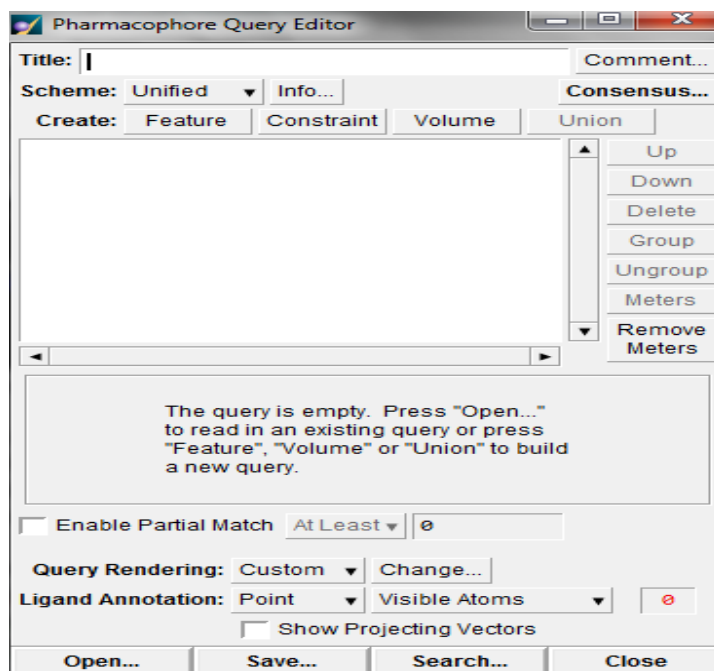 Pharmacophore Query Editor
Title: Comment...
Scheme: Unified Info... Consensus...
Create: Feature Constraint Volume Union
Up
Down
Delete
Group
Ungroup
Meters
Remove
Meters
The query is empty. Press "Open..."
to read in an existing query or press
"Feature", "Volume" or "Union" to build
a new query.
Enable Partial Match At Least 0
Query Rendering: Custom Change...
Ligand Annotation: Point Visible Atoms 0
Show Projecting Vectors
Open... Save... Search... Close